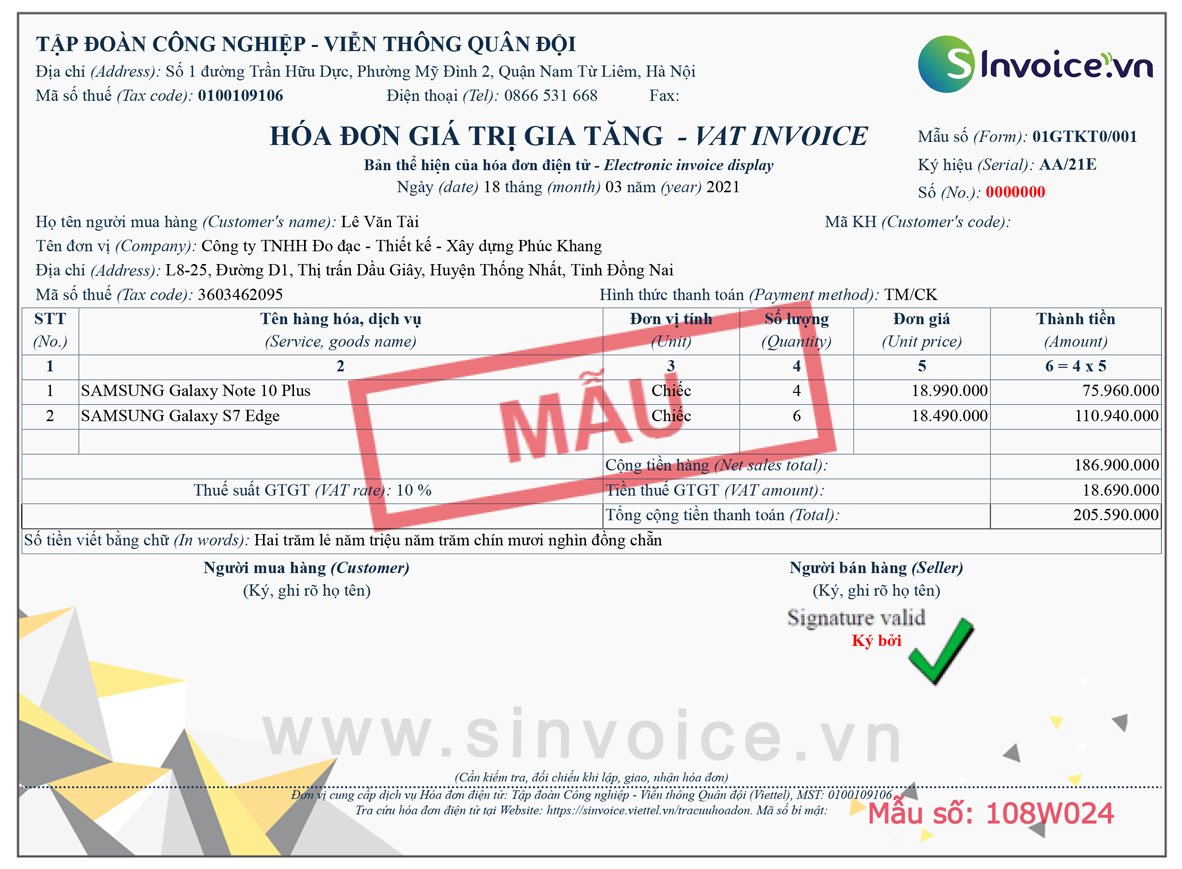 TẬP ĐOÀN CÔNG NGHIỆP - VIỄN THÔNG QUÂN ĐỘI
SInvoice.vn
Địa chỉ (Address): Số 1 đường Trần Hữu Dực, Phường Mỹ Đình 2, Quận Nam Từ Liêm, Hà Nội
Mã số thuế (Tax code): 0100109106 Điện thoại (Tel): 0866 531 668 Fax:
HÓA ĐƠN GIÁ TRỊ GIA TĂNG - VAT INVOICE
Mẫu số (Form): 01GTKT0/001
Bản thể hiện của hóa đơn điện tử - Electronic invoice display
Ký hiệu (Serial): AA/21E
Ngày (date) 18 tháng (month) 03 năm (year) 2021
Số (No.): 0000000
Họ tên người mua hàng (Customer's name): Lê Văn Tài Mã KH (Customer's code):
Tên đơn vị (Company): Công ty TNHH Đo đạc - Thiết kế - Xây dựng Phúc Khang
Địa chỉ (Address): L8-25, Đường D1, Thị trấn Dầu Giây, Huyện Thống Nhất, Tỉnh Đồng Nai
Mã số thuế (Tax code): 3603462095 Hình thức thanh toán (Payment method): TM/CK
STT Tên hàng hóa, dịch vụ Đơn vị tính Số lượng Đơn giá Thành tiền
(No.) (Service, goods name) (Unit) (Quantity) (Unit price) (Amount)
1 2 3 4 5 6 = 4 x 5
1 SAMSUNG Galaxy Note 10 Plus Chiếc 4 18.990.000 75.960.000
2 SAMSUNG Galaxy S7 Edge Chiếc 6 18.490.000 110.940.000
MẪU
Cộng tiền hàng (Net sales total): 186.900.000
Thuế suất GTGT (VAT rate): 10 % Tiền thuế GTGT (VAT amount): 18.690.000
Tổng cộng tiền thanh toán (Total): 205.590.000
Số tiền viết bằng chữ (In words): Hai trăm lẻ năm triệu năm trăm chín mươi nghìn đồng chẵn
Người mua hàng (Customer) Người bán hàng (Seller)
(Ký, ghi rõ họ tên) (Ký, ghi rõ họ tên)
Signature valid
Ký bởi
www.sinvoice.vn
(Cần kiểm tra, đối chiếu khi lập, giao, nhận hóa đơn)
Đơn vị cung cấp dịch vụ Hóa đơn điện tử: Tập đoàn Công nghiệp - Viễn thông Quân đội (Viettel), MST: 0100109106
Tra cứu hóa đơn điện tử tại Website: https://sinvoice.viettel.vn/tracuuhoadon. Mã số bí mật:
Mẫu số: 108W024